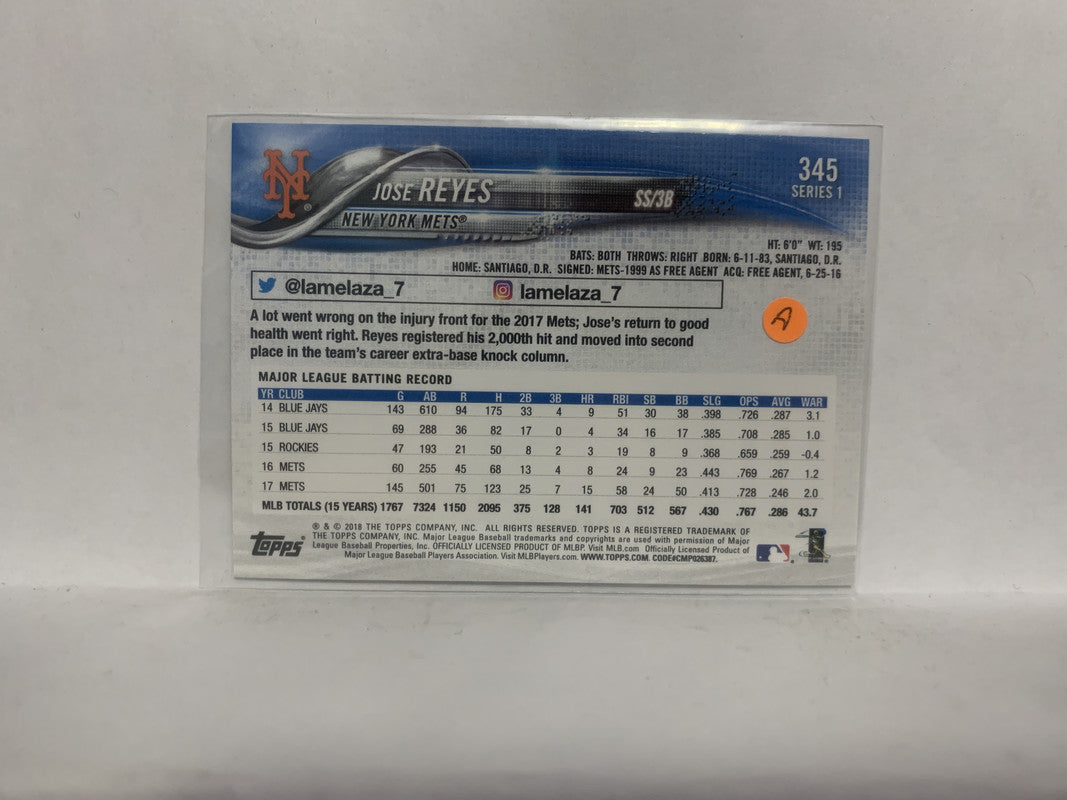 NY ®
JOSE REYES SS/3B
NEW YORK METS®
345
SERIES 1
HT: 6'0" WT: 195
BATS: BOTH THROWS: RIGHT BORN: 6-11-83, SANTIAGO, D.R.
HOME: SANTIAGO, D.R. SIGNED: METS-1999 AS FREE AGENT ACQ: FREE AGENT, 6-25-16
@lamelaza_7 lamelaza_7
A
A lot went wrong on the injury front for the 2017 Mets; Jose's return to good
health went right. Reyes registered his 2,000th hit and moved into second
place in the team's career extra-base knock column.
MAJOR LEAGUE BATTING RECORD
YR CLUB G AB R H 2B 3B HR RBI SB BB SLG OPS AVG WAR
14 BLUE JAYS 143 610 94 175 33 4 9 51 30 38 .398 .726 .287 3.1
15 BLUE JAYS 69 288 36 82 17 0 4 34 16 17 .385 .708 .285 1.0
15 ROCKIES 47 193 21 50 8 2 3 19 8 9 .368 .659 .259 -0.4
16 METS 60 255 45 68 13 4 8 24 9 23 .443 .769 .267 1.2
17 METS 145 501 75 123 25 7 15 58 24 50 .413 .728 .246 2.0
MLB TOTALS (15 YEARS) 1767 7324 1150 2095 375 128 141 703 512 567 .430 .767 .286 43.7
Topps
® & © 2018 THE TOPPS COMPANY, INC. ALL RIGHTS RESERVED. TOPPS IS A REGISTERED TRADEMARK OF
THE TOPPS COMPANY, INC. Major League Baseball trademarks and copyrights are used with permission of Major
League Baseball Properties, Inc. OFFICIALLY LICENSED PRODUCT OF MLBP. Visit MLB.com Officially Licensed Product of
Major League Baseball Players Association. Visit MLBPlayers.com. WWW.TOPPS.COM. CODE#CMP026387.